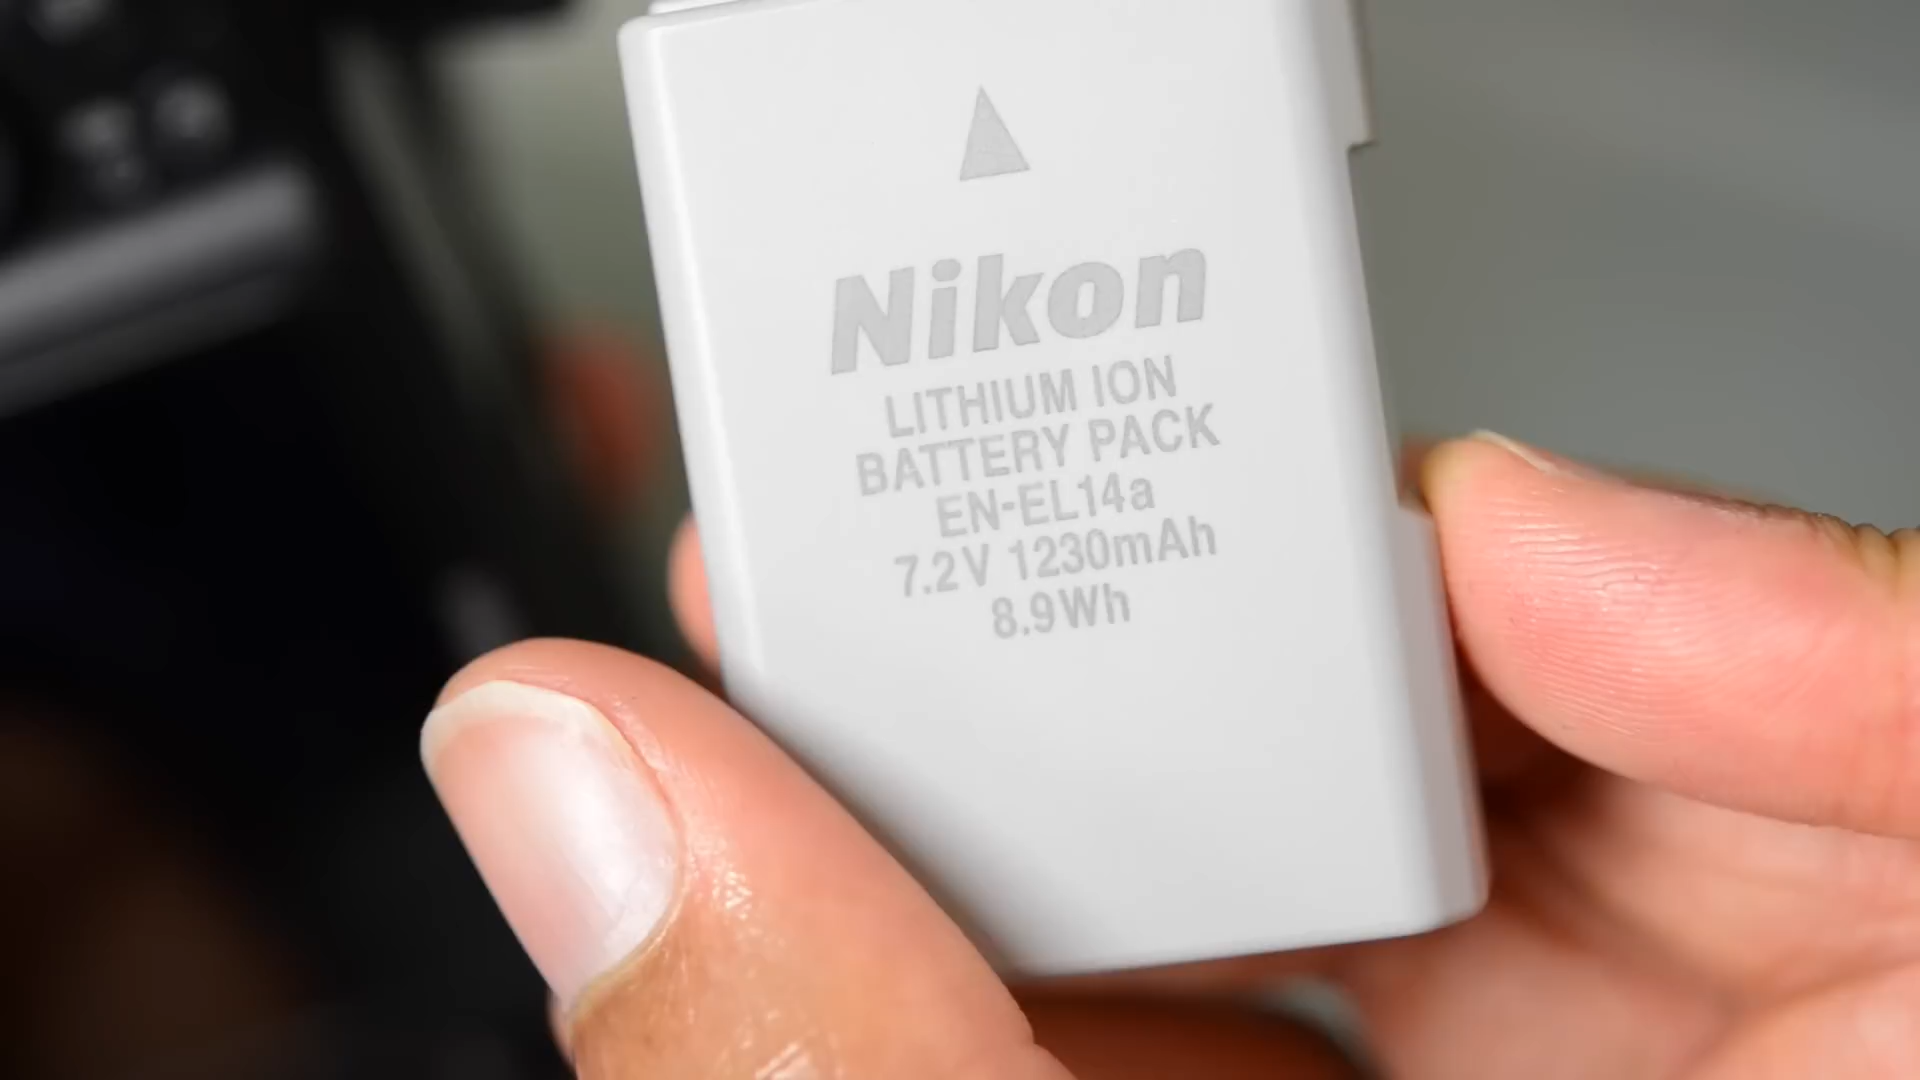 Nikon
LITHIUM ION
BATTERY PACK
EN-EL14a
7.2V 1230mAh
8.9Wh